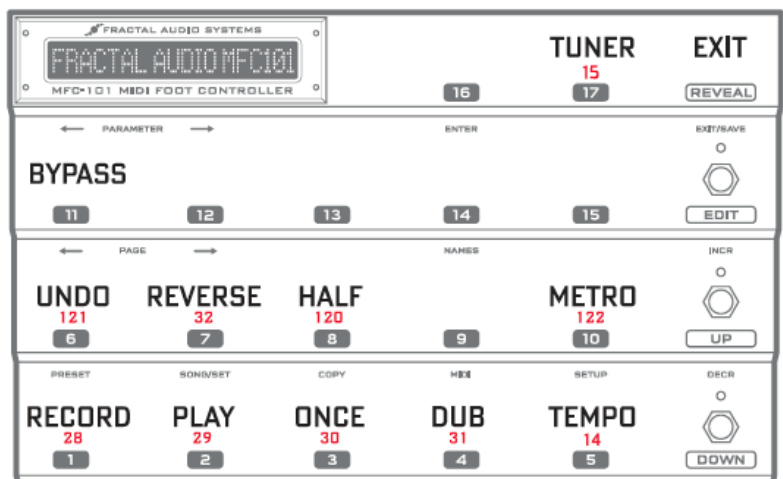 FRACTAL AUDIO SYSTEMS
FRACTAL AUDIO MFC101
MFC-101 MIDI FOOT CONTROLLER
TUNER EXIT
15
16 17 REVEAL
← PARAMETER → ENTER EXIT/SAVE
BYPASS
11 12 13 14 15 EDIT
← PAGE → NAMES INCR
UNDO REVERSE HALF METRO
121 32 120 122
6 7 8 9 10 UP
PRESET SONG/SET COPY MIDI SETUP DECR
RECORD PLAY ONCE DUB TEMPO
28 29 30 31 14
1 2 3 4 5 DOWN